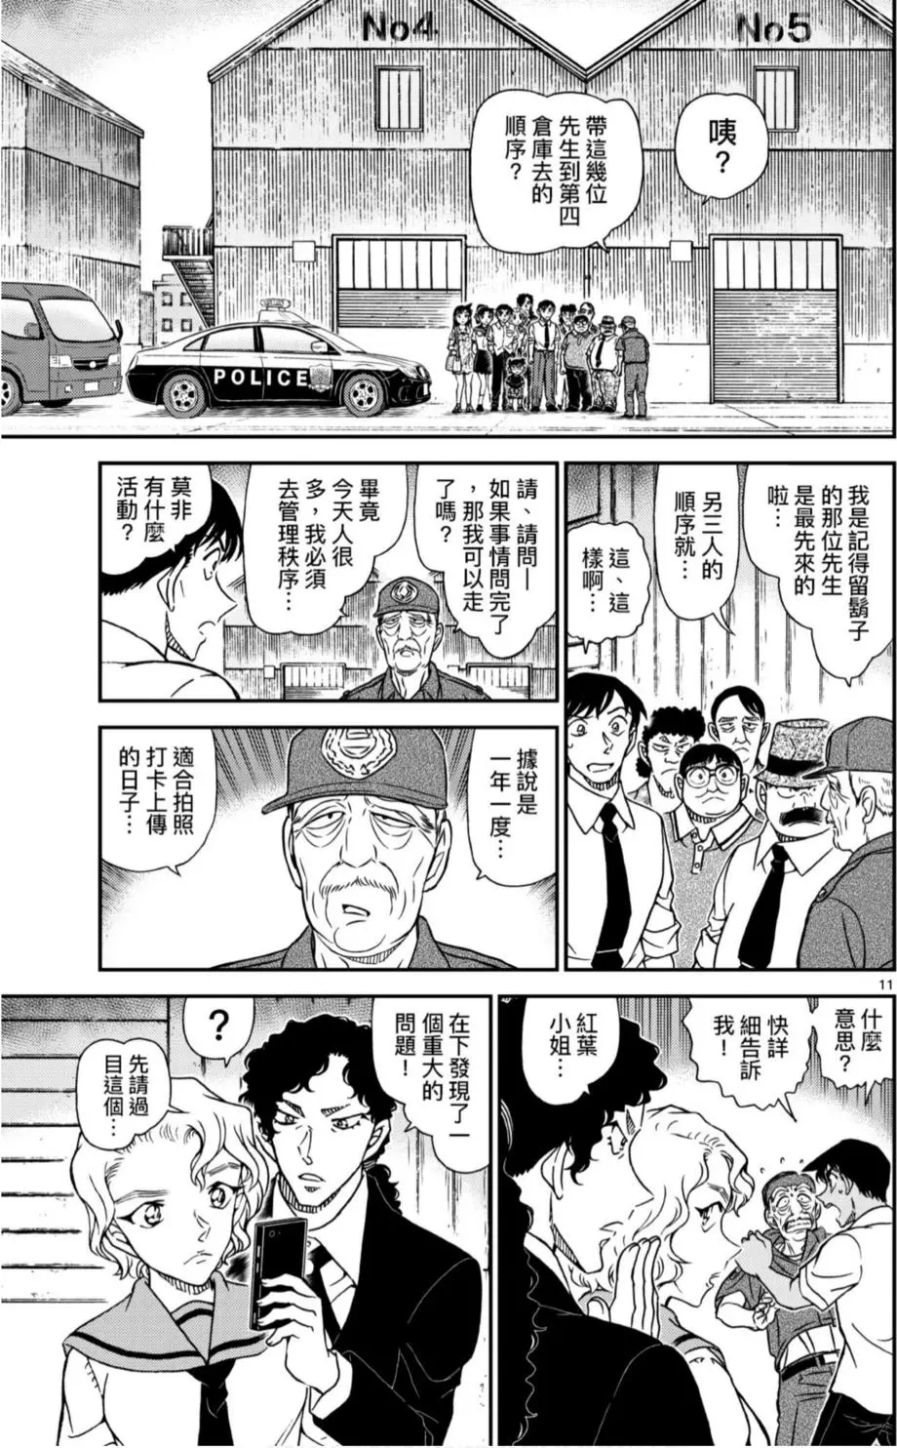 No4
No5
咦？
帶這幾位
先生到第四
倉庫去的
順序？
POLICE
我是記得留鬍子
的那位先生
是最先來的
啦…
另三人的
順序就…
這、這
樣啊…
請、請問—
如果事情問完了
，那我可以走
了嗎？
畢竟
今天人很
多，我必須
去管理秩序…
莫非
有什麼
活動？
據說是
一年一度…
適合拍照
打卡上傳
的日子…
11
什麼
意思？
快詳
細告訴
我！
紅葉
小姐…
在下發現了一
個重大的
問題！
？
先請過
目這個…